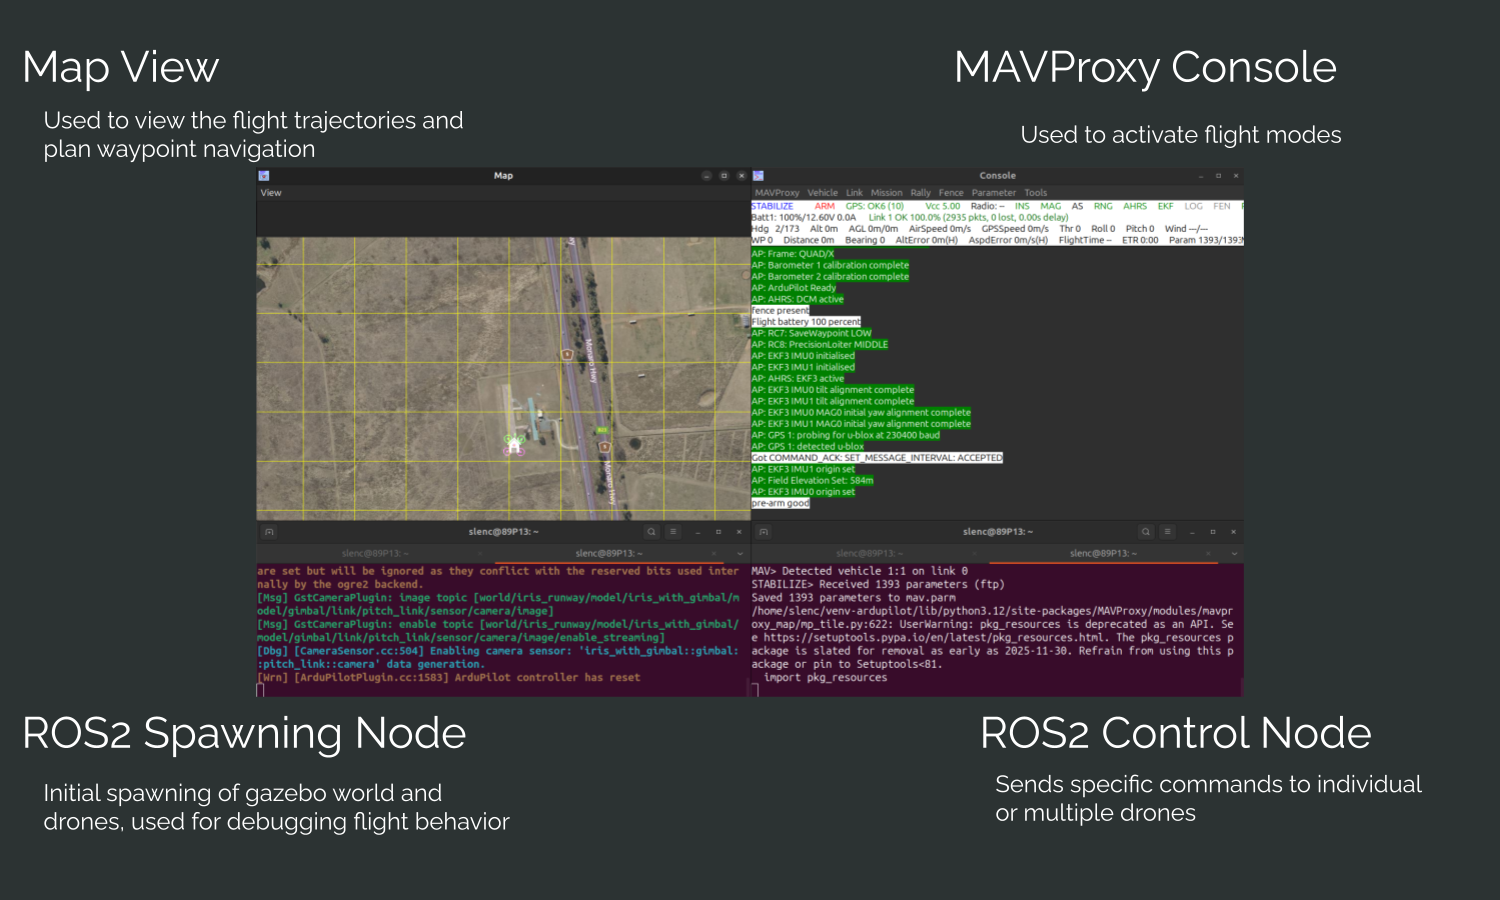 Map View
Used to view the flight trajectories and
plan waypoint navigation
MAVProxy Console
Used to activate flight modes
Map
View
Monaro Hwy
Monaro Hwy
Console
MAVProxy Vehicle Link Mission Rally Fence Parameter Tools
STABILIZE ARM GPS: OK6 (10) Vcc 5.00 Radio: -- INS MAG AS RNG AHRS EKF LOG FEN
Batt1: 100%/12.60V 0.0A Link 1 OK 100.0% (2935 pkts, 0 lost, 0.00s delay)
Hdg 2/173 Alt 0m AGL 0m/0m AirSpeed 0m/s GPSSpeed 0m/s Thr 0 Roll 0 Pitch 0 Wind ---/---
WP 0 Distance 0m Bearing 0 AltError 0m(H) AspdError 0m/s(H) FlightTime -- ETR 0:00 Param 1393/1393
AP: Frame: QUAD/X
AP: Barometer 1 calibration complete
AP: Barometer 2 calibration complete
AP: ArduPilot Ready
AP: AHRS: DCM active
fence present
Flight battery 100 percent
AP: RC7: SaveWaypoint LOW
AP: RC8: PrecisionLoiter MIDDLE
AP: EKF3 IMU0 initialised
AP: EKF3 IMU1 initialised
AP: AHRS: EKF3 active
AP: EKF3 IMU0 tilt alignment complete
AP: EKF3 IMU1 tilt alignment complete
AP: EKF3 IMU0 MAG0 initial yaw alignment complete
AP: EKF3 IMU1 MAG0 initial yaw alignment complete
AP: GPS 1: probing for u-blox at 230400 baud
AP: GPS 1: detected u-blox
Got COMMAND_ACK: SET_MESSAGE_INTERVAL: ACCEPTED
AP: EKF3 IMU1 origin set
AP: Field Elevation Set: 584m
AP: EKF3 IMU0 origin set
pre-arm good
slenc@89P13: ~
slenc@89P13: ~ slenc@89P13: ~
are set but will be ignored as they conflict with the reserved bits used inter
nally by the ogre2 backend.
[Msg] GstCameraPlugin: image topic [world/iris_runway/model/iris_with_gimbal/m
odel/gimbal/link/pitch_link/sensor/camera/image]
[Msg] GstCameraPlugin: enable topic [world/iris_runway/model/iris_with_gimbal/
model/gimbal/link/pitch_link/sensor/camera/image/enable_streaming]
[Dbg] [CameraSensor.cc:504] Enabling camera sensor: 'iris_with_gimbal::gimbal:
:pitch_link::camera' data generation.
[Wrn] [ArduPilotPlugin.cc:1583] ArduPilot controller has reset
slenc@89P13: ~
slenc@89P13: ~ slenc@89P13: ~
MAV> Detected vehicle 1:1 on link 0
STABILIZE> Received 1393 parameters (ftp)
Saved 1393 parameters to mav.parm
/home/slenc/venv-ardupilot/lib/python3.12/site-packages/MAVProxy/modules/mavpr
oxy_map/mp_tile.py:622: UserWarning: pkg_resources is deprecated as an API. Se
e https://setuptools.pypa.io/en/latest/pkg_resources.html. The pkg_resources p
ackage is slated for removal as early as 2025-11-30. Refrain from using this p
ackage or pin to Setuptools<81.
import pkg_resources
ROS2 Spawning Node
Initial spawning of gazebo world and
drones, used for debugging flight behavior
ROS2 Control Node
Sends specific commands to individual
or multiple drones